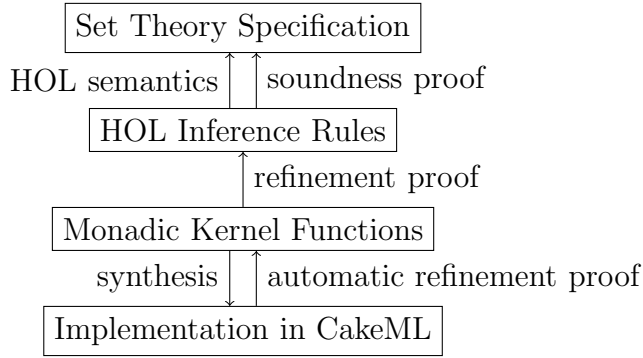 Set Theory Specification
HOL semantics soundness proof
HOL Inference Rules
refinement proof
Monadic Kernel Functions
synthesis automatic refinement proof
Implementation in CakeML